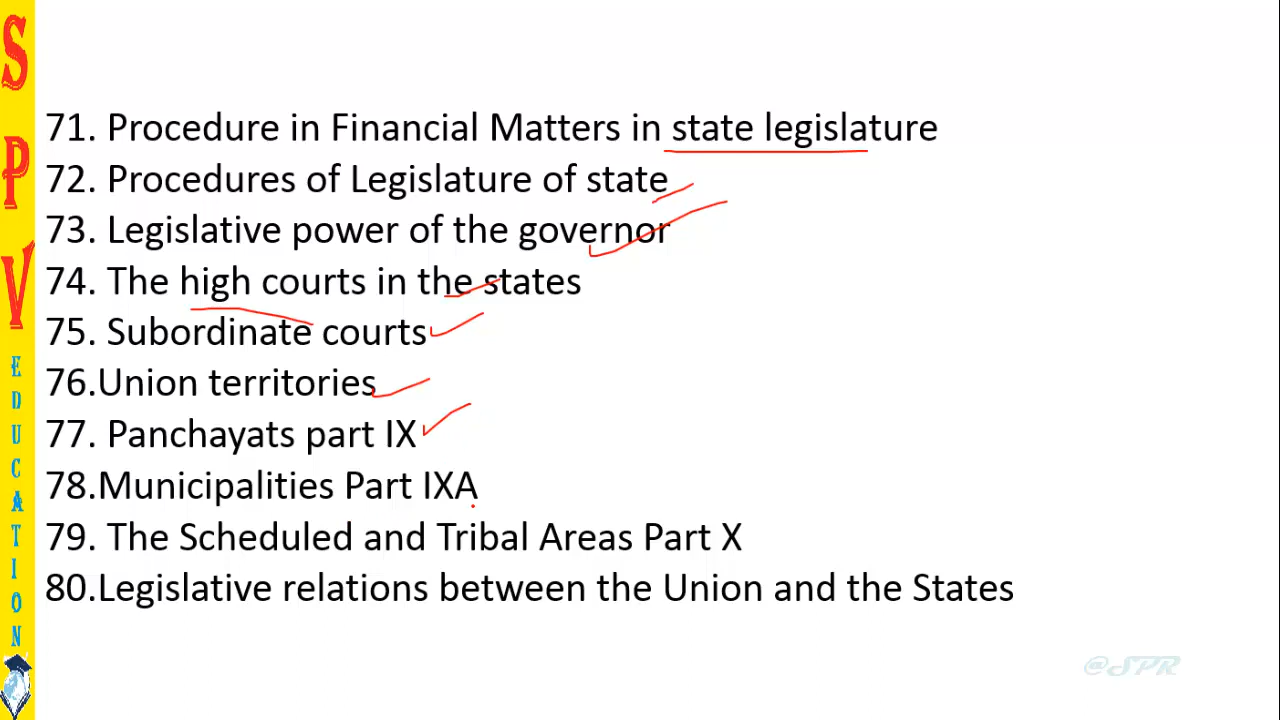 S P V EDUCATION
71. Procedure in Financial Matters in state legislature
72. Procedures of Legislature of state
73. Legislative power of the governor
74. The high courts in the states
75. Subordinate courts
76.Union territories
77. Panchayats part IX
78.Municipalities Part IXA
79. The Scheduled and Tribal Areas Part X
80.Legislative relations between the Union and the States
@SPR